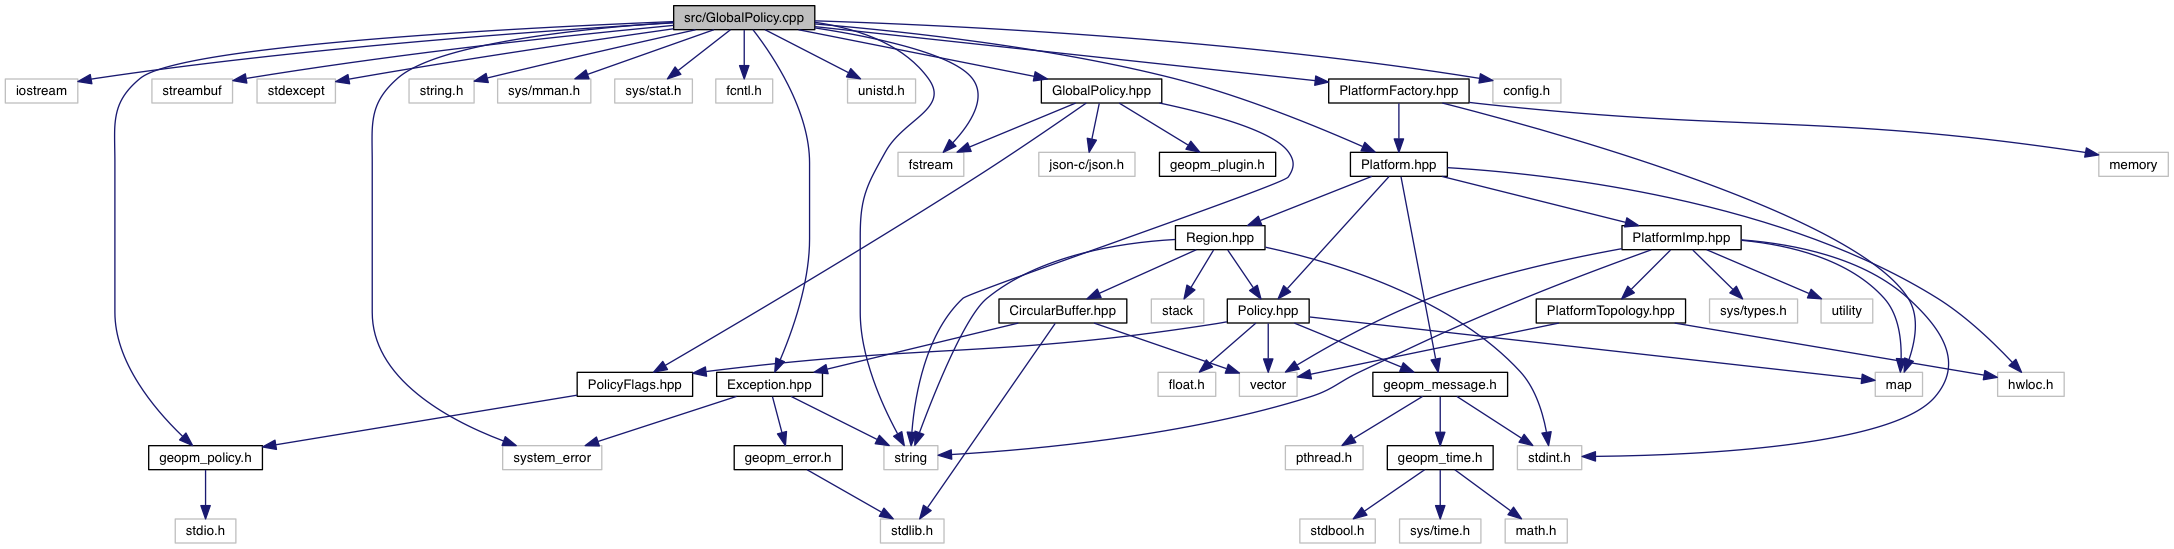 src/GlobalPolicy.cpp
iostream
streambuf
stdexcept
string.h
sys/mman.h
sys/stat.h
fcntl.h
unistd.h
GlobalPolicy.hpp
PlatformFactory.hpp
config.h
fstream
json-c/json.h
geopm_plugin.h
Platform.hpp
memory
Region.hpp
PlatformImp.hpp
CircularBuffer.hpp
stack
Policy.hpp
PlatformTopology.hpp
sys/types.h
utility
PolicyFlags.hpp
Exception.hpp
float.h
vector
geopm_message.h
map
hwloc.h
geopm_policy.h
system_error
geopm_error.h
string
pthread.h
geopm_time.h
stdint.h
stdio.h
stdlib.h
stdbool.h
sys/time.h
math.h